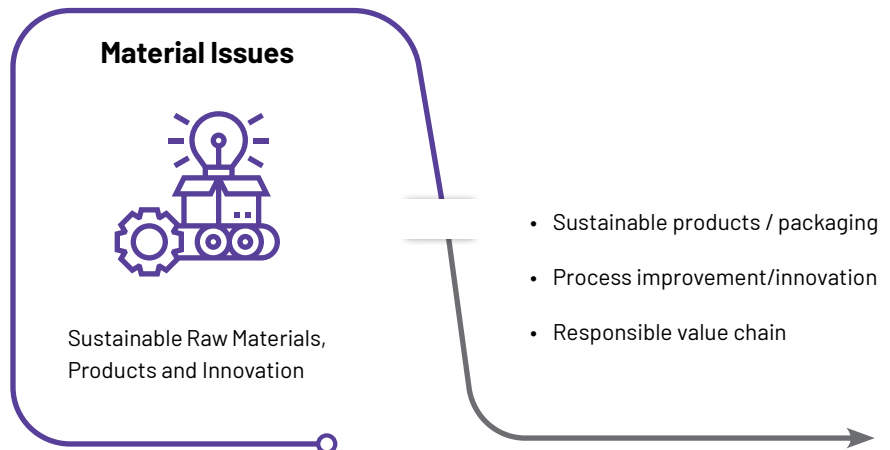 Material Issues
Sustainable Raw Materials,
Products and Innovation
• Sustainable products / packaging
• Process improvement/innovation
• Responsible value chain